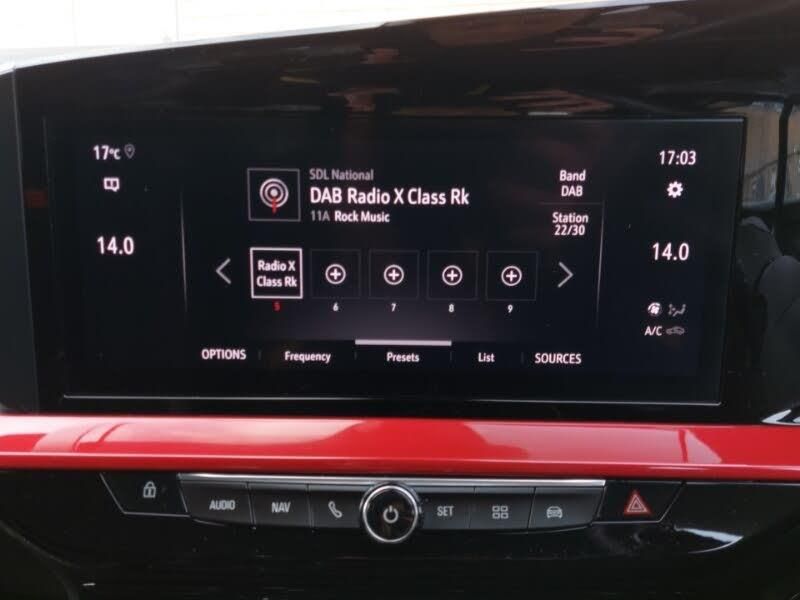 17°C
17:03
SDL National
DAB Radio X Class Rk
11A Rock Music
Band
DAB
Station
22/30
14.0
14.0
Radio X
Class Rk
5
6
7
8
9
A/C
OPTIONS
Frequency
Presets
List
SOURCES
AUDIO
NAV
SET